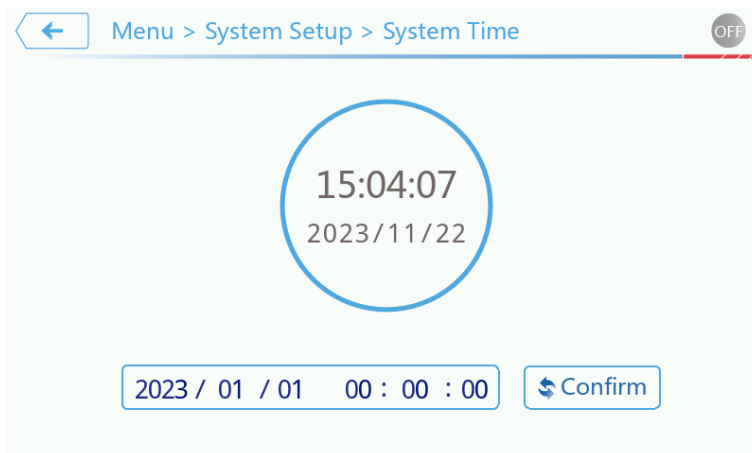 Menu > System Setup > System Time
OFF
15:04:07
2023/11/22
2023 / 01 / 01 00 : 00 : 00
Confirm